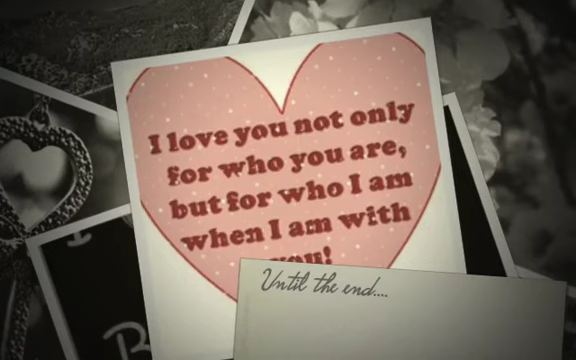 I love you not only
for who you are,
but for who I am
when I am with
you!
Until the end....